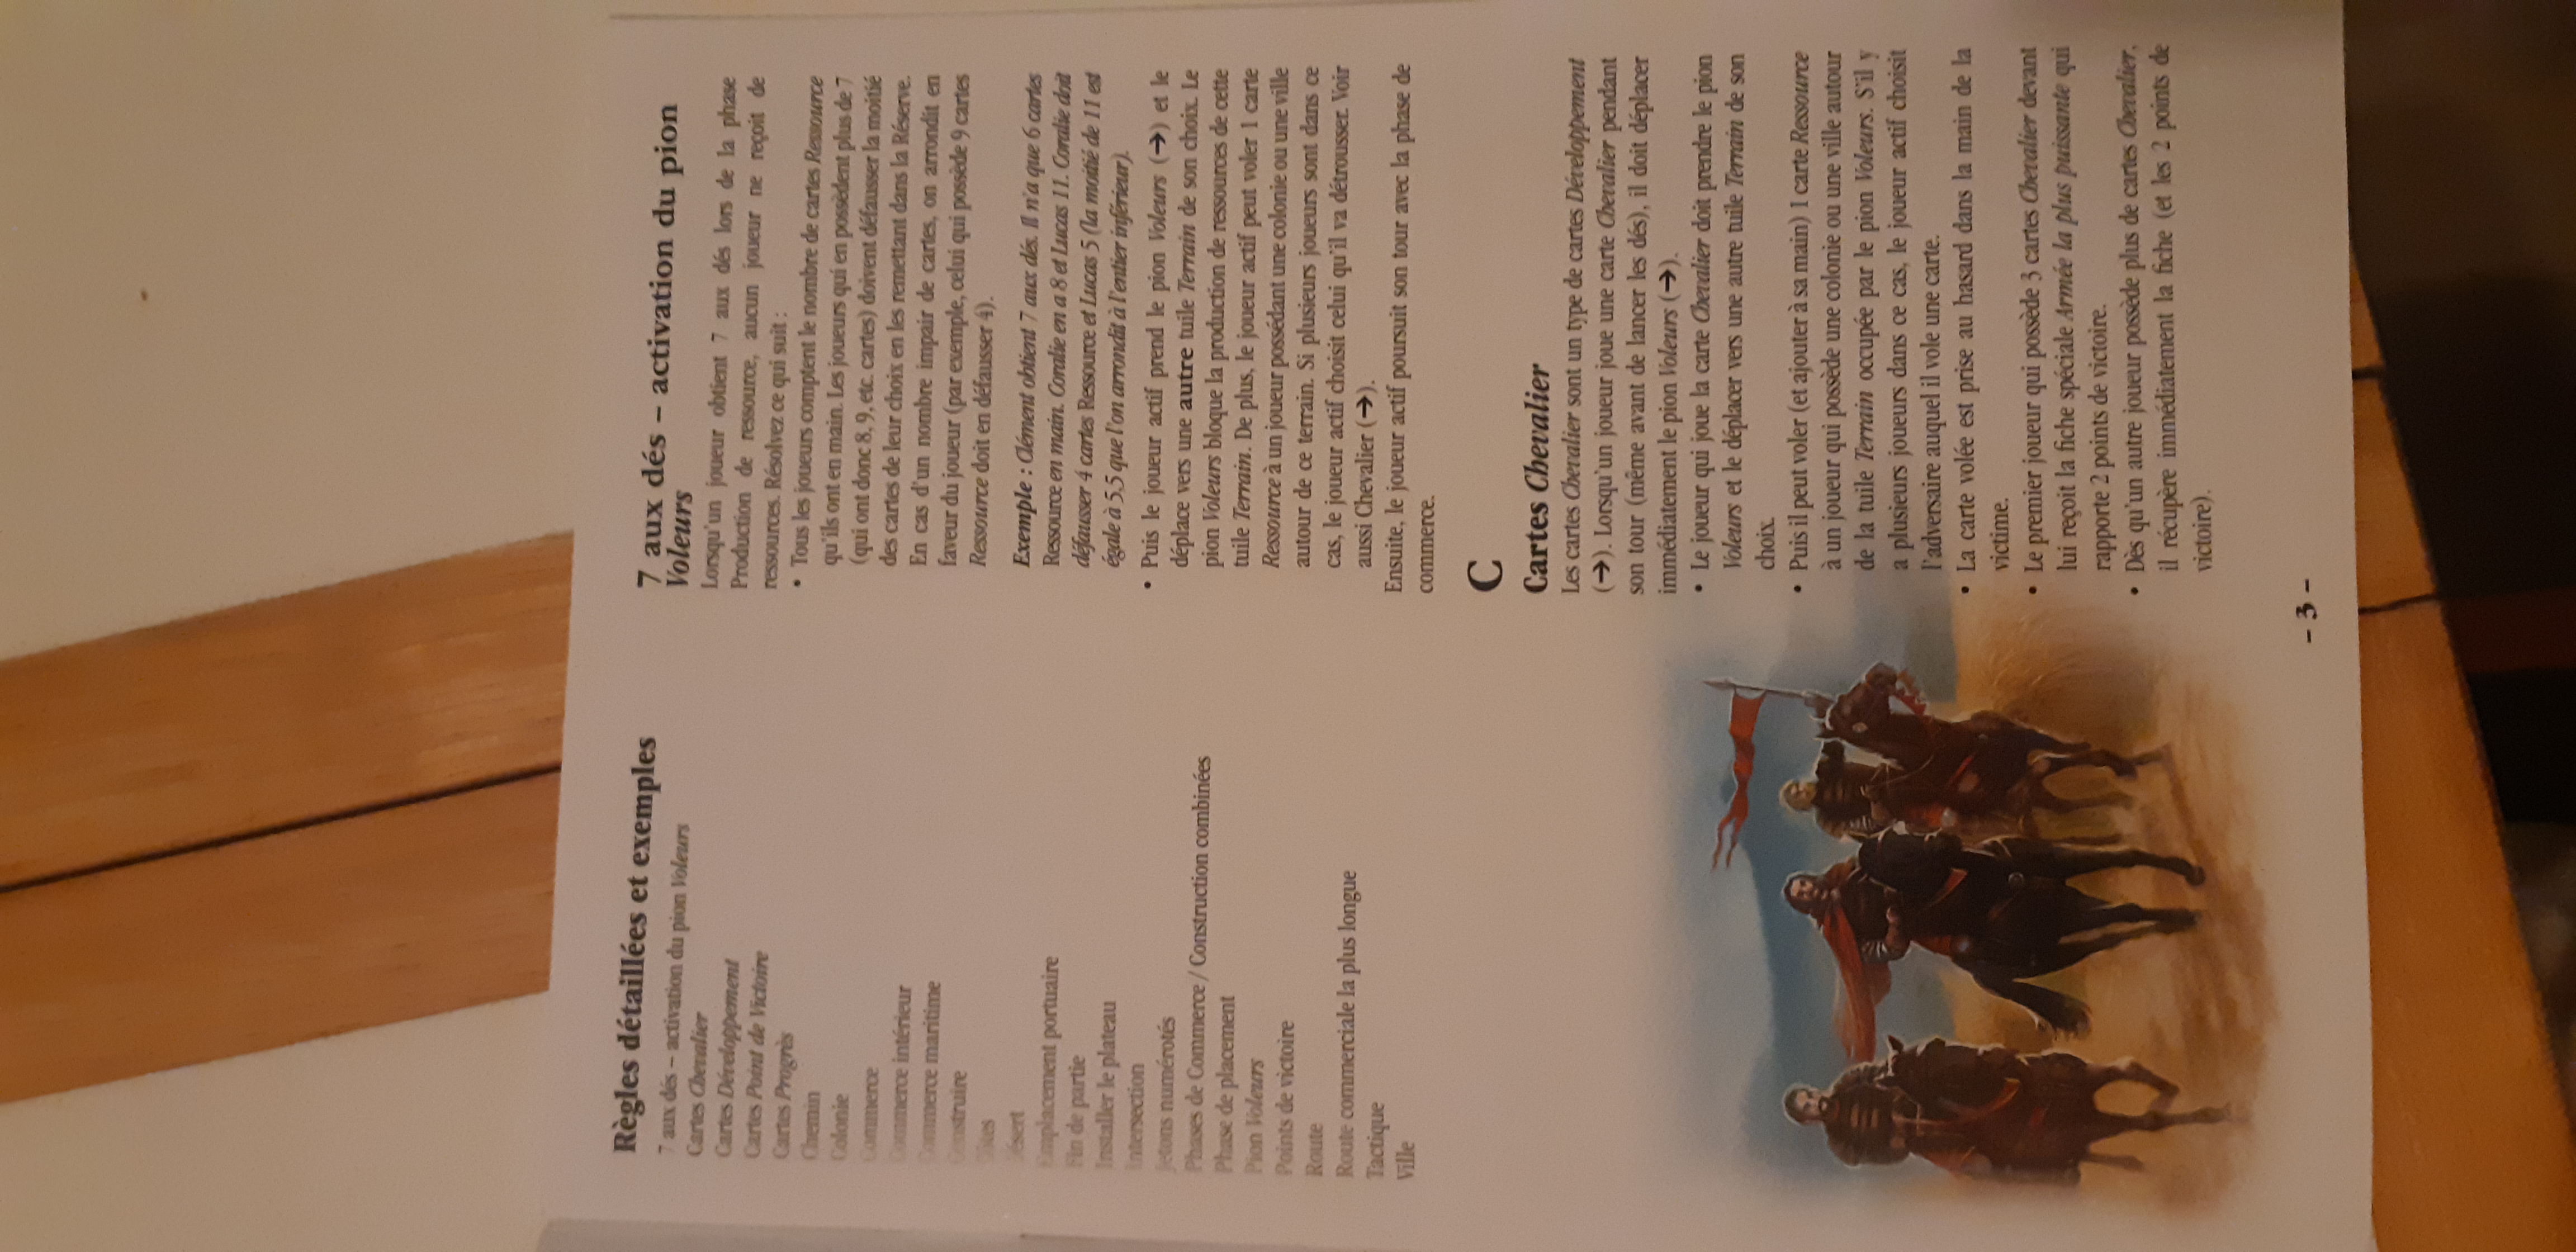 Règles détaillées et exemples
7 aux dés – activation du pion Voleurs
Cartes Chevalier
Cartes Développement
Cartes Point de Victoire
Cartes Progrès
Chemin
Colonie
Commerce
Commerce intérieur
Commerce maritime
Construire
Côtes
Désert
Emplacement portuaire
Fin de partie
Installer le plateau
Intersection
Jetons numérotés
Phases de Commerce / Construction combinées
Phase de placement
Pion Voleurs
Points de victoire
Route
Route commerciale la plus longue
Tactique
Ville
7 aux dés – activation du pion
Voleurs
Lorsqu'un joueur obtient 7 aux dés lors de la phase
Production de ressource, aucun joueur ne reçoit de
ressources. Résolvez ce qui suit :
• Tous les joueurs comptent le nombre de cartes Ressource
qu'ils ont en main. Les joueurs qui en possèdent plus de 7
(qui ont donc 8, 9, etc. cartes) doivent défausser la moitié
des cartes de leur choix en les remettant dans la Réserve.
En cas d'un nombre impair de cartes, on arrondit en
faveur du joueur (par exemple, celui qui possède 9 cartes
Ressource doit en défausser 4).
Exemple : Clément obtient 7 aux dés. Il n'a que 6 cartes
Ressource en main. Coralie en a 8 et Lucas 11. Coralie doit
défausser 4 cartes Ressource et Lucas 5 (la moitié de 11 est
égale à 5,5 que l'on arrondit à l'entier inférieur).
• Puis le joueur actif prend le pion Voleurs (➔) et le
déplace vers une autre tuile Terrain de son choix. Le
pion Voleurs bloque la production de ressources de cette
tuile Terrain. De plus, le joueur actif peut voler 1 carte
Ressource à un joueur possédant une colonie ou une ville
autour de ce terrain. Si plusieurs joueurs sont dans ce
cas, le joueur actif choisit celui qu'il va détrousser. Voir
aussi Chevalier (➔).
Ensuite, le joueur actif poursuit son tour avec la phase de
commerce.
C
Cartes Chevalier
Les cartes Chevalier sont un type de cartes Développement
(➔). Lorsqu'un joueur joue une carte Chevalier pendant
son tour (même avant de lancer les dés), il doit déplacer
immédiatement le pion Voleurs (➔).
• Le joueur qui joue la carte Chevalier doit prendre le pion
Voleurs et le déplacer vers une autre tuile Terrain de son
choix.
• Puis il peut voler (et ajouter à sa main) 1 carte Ressource
à un joueur qui possède une colonie ou une ville autour
de la tuile Terrain occupée par le pion Voleurs. S'il y
a plusieurs joueurs dans ce cas, le joueur actif choisit
l'adversaire auquel il vole une carte.
• La carte volée est prise au hasard dans la main de la
victime.
• Le premier joueur qui possède 3 cartes Chevalier devant
lui reçoit la fiche spéciale Armée la plus puissante qui
rapporte 2 points de victoire.
• Dès qu'un autre joueur possède plus de cartes Chevalier,
il récupère immédiatement la fiche (et les 2 points de
victoire).
– 3 –